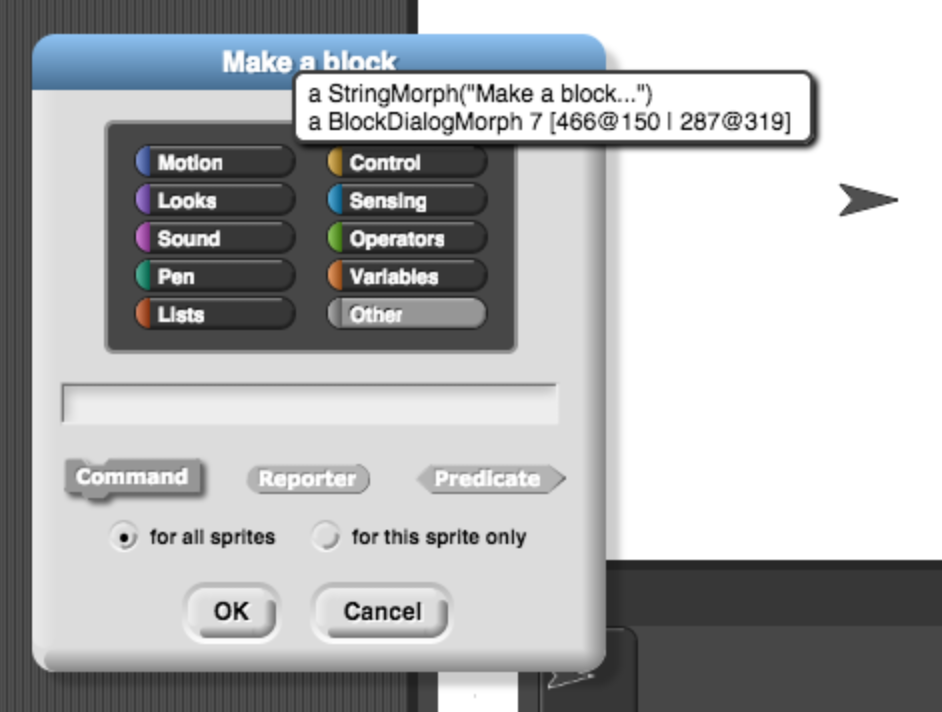 Make a block
a StringMorph("Make a block...")
a BlockDialogMorph 7 [466@150 | 287@319]
Motion
Control
Looks
Sensing
Sound
Operators
Pen
Variables
Lists
Other
Command
Reporter
Predicate
for all sprites
for this sprite only
OK
Cancel